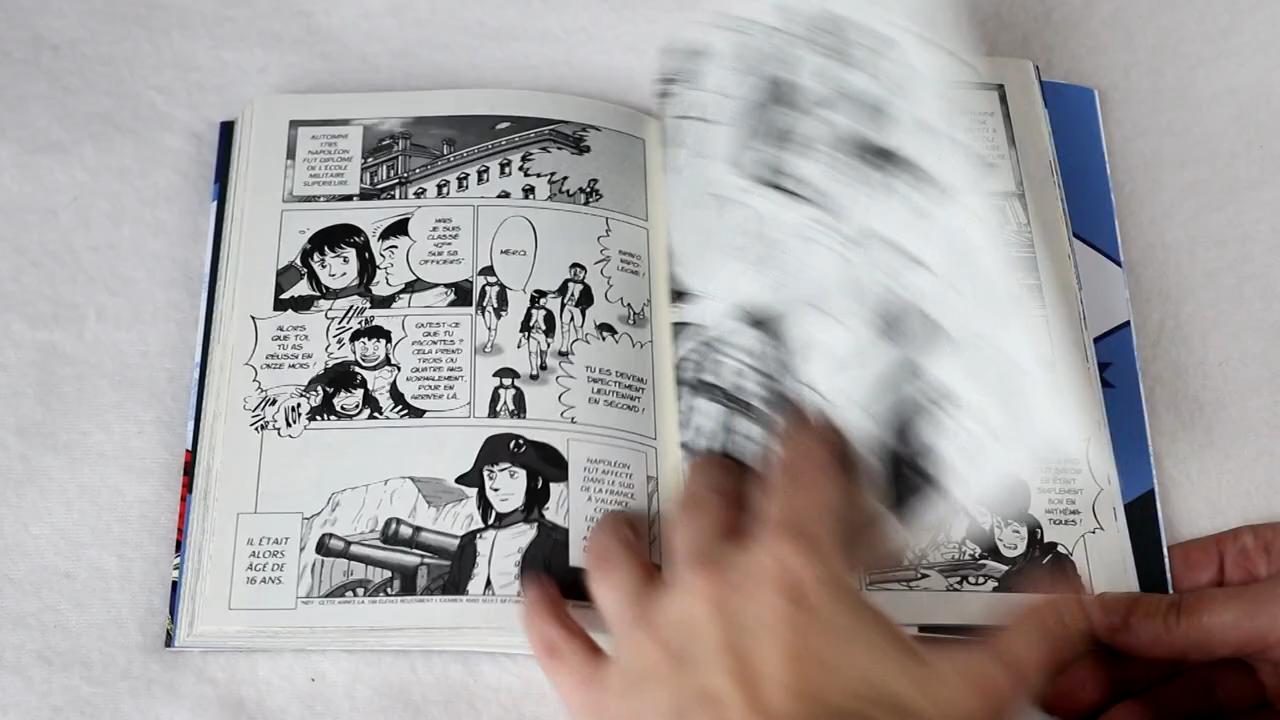 AUTOMNE
1785,
NAPOLÉON
FUT DIPLÔMÉ
DE L'ÉCOLE
MILITAIRE
SUPÉRIEURE.
MAIS
JE SUIS
CLASSÉ
42ÈME
SUR 58
OFFICIERS*
MERCI.
BRAVO,
NAPO-
LEONE !
ALORS
QUE TOI,
TU AS
RÉUSSI EN
ONZE MOIS !
TAP
TAP
QU'EST-CE
QUE TU
RACONTES ?
CELA PREND
TROIS OU
QUATRE ANS
NORMALEMENT,
POUR EN
ARRIVER LÀ.
TU ES DEVENU
DIRECTEMENT
LIEUTENANT
EN SECOND !
NAPOLÉON
FUT AFFECTÉ
DANS LE SUD
DE LA FRANCE,
À VALENCE,
IL ÉTAIT
ALORS
ÂGÉ DE
16 ANS.
SIMPLEMENT
BON EN
MATHÉMA-
TIQUES !